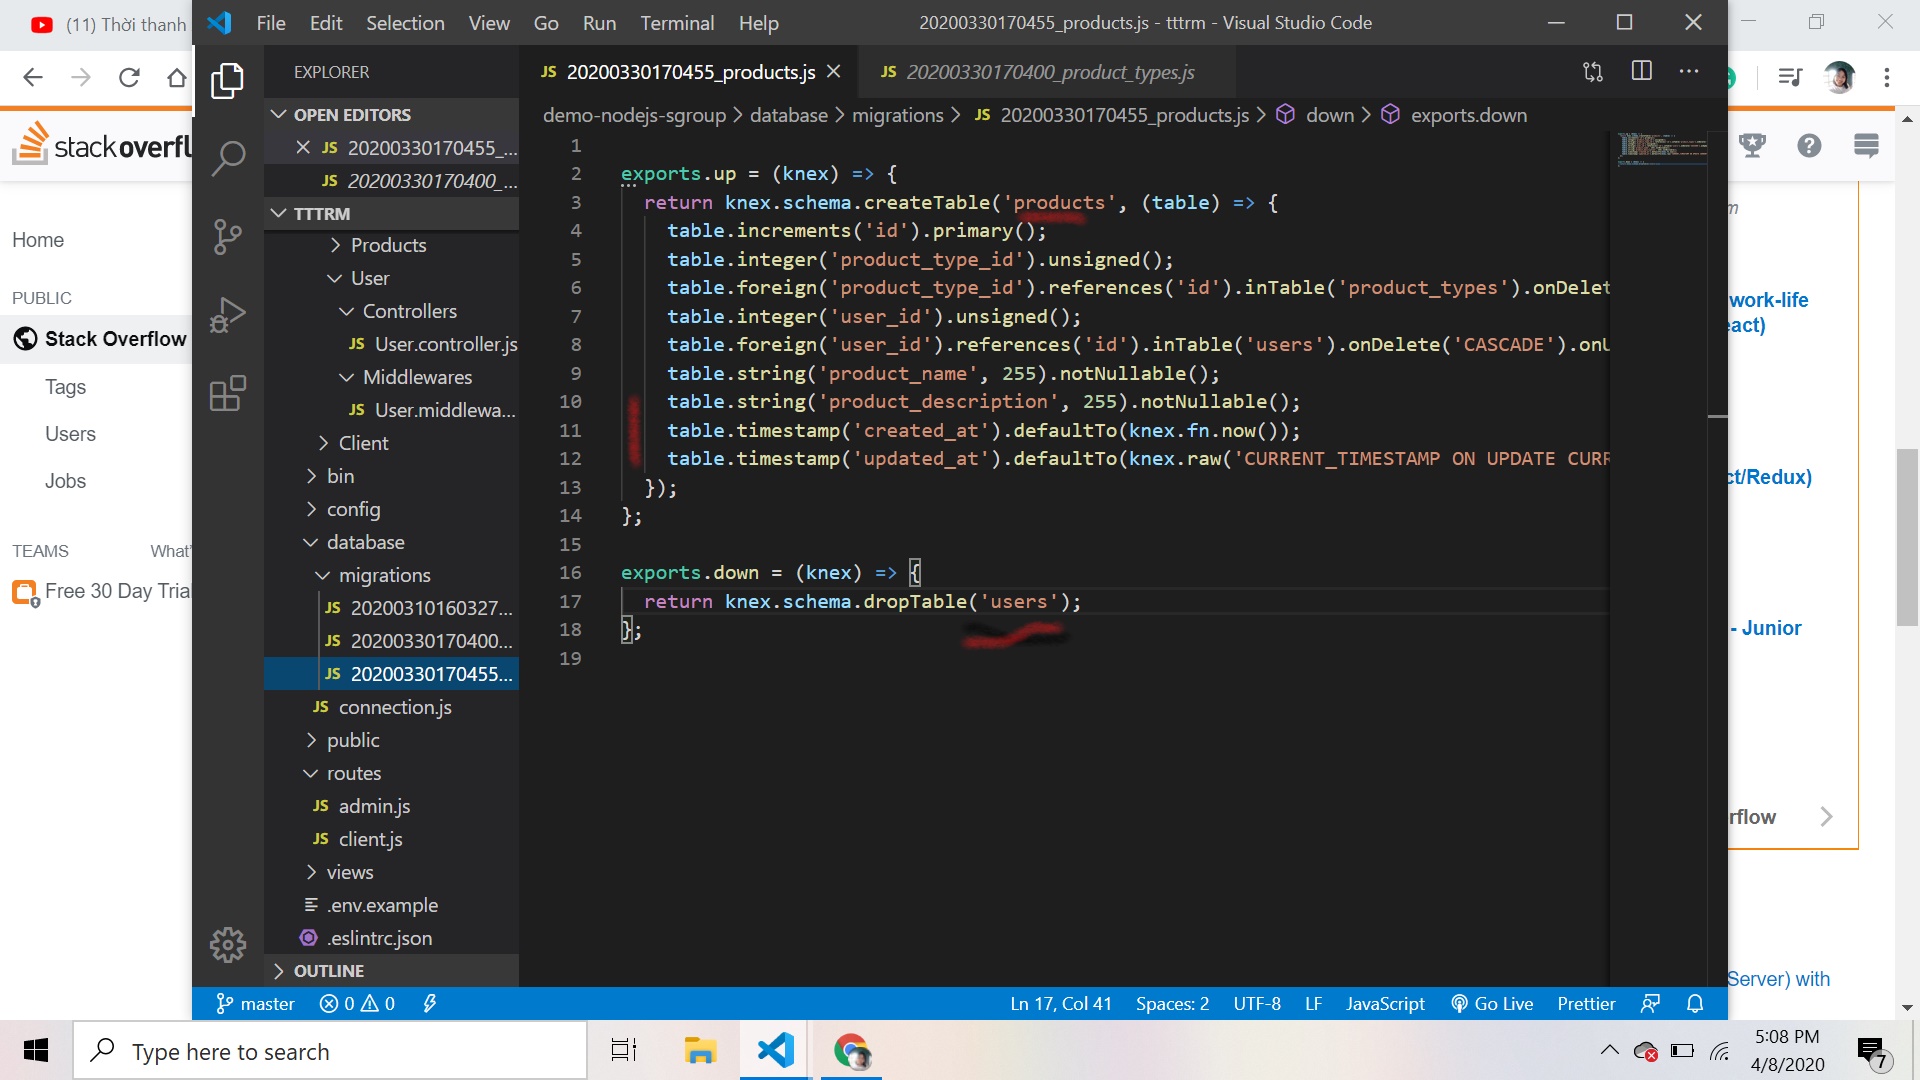 (11) Thời thanh
File Edit Selection View Go Run Terminal Help
20200330170455_products.js - tttrm - Visual Studio Code
EXPLORER
JS 20200330170455_products.js
JS 20200330170400_product_types.js
OPEN EDITORS
JS 20200330170455_...
JS 20200330170400_...
demo-nodejs-sgroup > database > migrations > JS 20200330170455_products.js > down > exports.down
stackoverfl
TTTRM
Products
User
Controllers
JS User.controller.js
Middlewares
JS User.middlewa...
Client
bin
config
database
migrations
JS 20200310160327...
JS 20200330170400...
JS 20200330170455...
JS connection.js
public
routes
JS admin.js
JS client.js
views
.env.example
.eslintrc.json
OUTLINE
1
2 exports.up = (knex) => {
3 return knex.schema.createTable('products', (table) => {
4 table.increments('id').primary();
5 table.integer('product_type_id').unsigned();
6 table.foreign('product_type_id').references('id').inTable('product_types').onDelet
7 table.integer('user_id').unsigned();
8 table.foreign('user_id').references('id').inTable('users').onDelete('CASCADE').onU
9 table.string('product_name', 255).notNullable();
10 table.string('product_description', 255).notNullable();
11 table.timestamp('created_at').defaultTo(knex.fn.now());
12 table.timestamp('updated_at').defaultTo(knex.raw('CURRENT_TIMESTAMP ON UPDATE CURR
13 });
14 };
15
16 exports.down = (knex) => {
17 return knex.schema.dropTable('users');
18 };
19
Home
PUBLIC
Stack Overflow
Tags
Users
Jobs
TEAMS What'
Free 30 Day Trial
m
work-life
eact)
ct/Redux)
- Junior
rflow
Server) with
master 0 0
Ln 17, Col 41 Spaces: 2 UTF-8 LF JavaScript Go Live Prettier
Type here to search
5:08 PM
4/8/2020
7